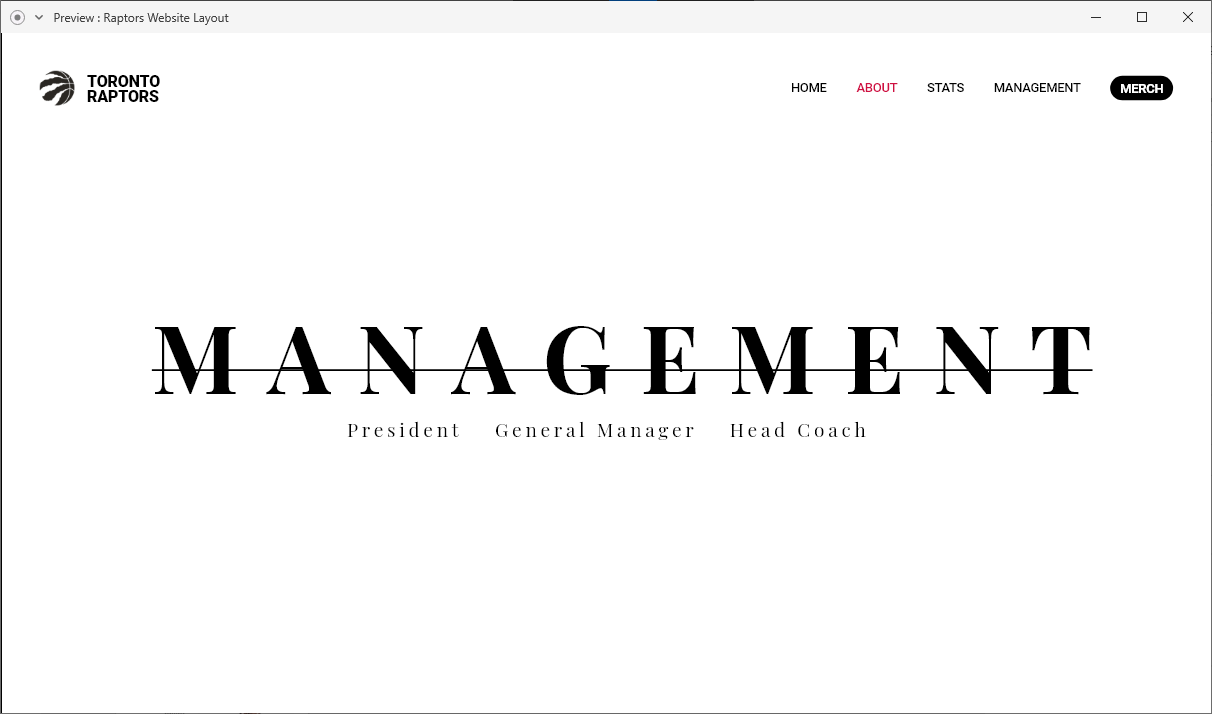 Preview : Raptors Website Layout
TORONTO
RAPTORS
HOME ABOUT STATS MANAGEMENT MERCH
MANAGEMENT
President General Manager Head Coach